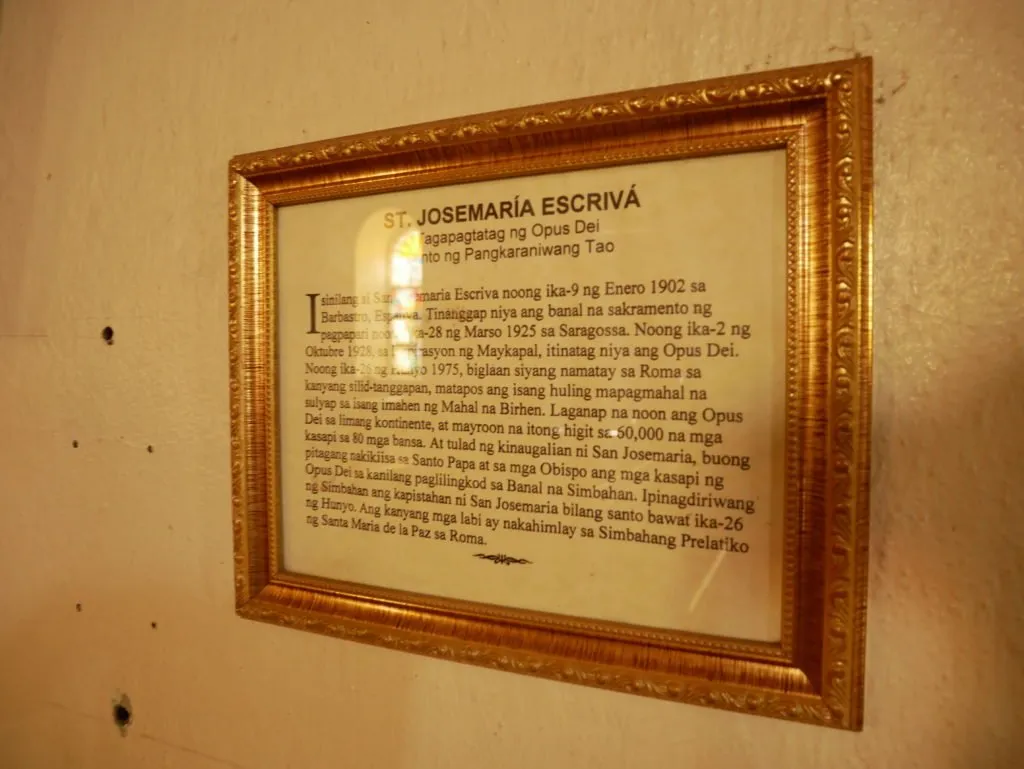 ST. JOSEMARÍA ESCRIVÁ
Tagapagtatag ng Opus Dei
ng Pangkaraniwang Tao
Isinilang si San Josemaria Escriva noong ika-9 ng Enero 1902 sa
Barbastro, Espanya. Tinanggap niya ang banal na sakramento ng
pagpapari noong ika-28 ng Marso 1925 sa Saragossa. Noong ika-2 ng
Oktubre 1928, sa inspirasyon ng Maykapal, itinatag niya ang Opus Dei.
Noong ika-26 ng Hunyo 1975, biglaan siyang namatay sa Roma sa
kanyang silid-tanggapan, matapos ang isang huling mapagmahal na
sulyap sa isang imahen ng Mahal na Birhen. Laganap na noon ang Opus
Dei sa limang kontinente, at mayroon na itong higit sa 60,000 na mga
kasapi sa 80 mga bansa. At tulad ng kinaugalian ni San Josemaria, buong
pitagang nakikiisa sa Santo Papa at sa mga Obispo ang mga kasapi ng
Opus Dei sa kanilang paglilingkod sa Banal na Simbahan. Ipinagdiriwang
ng Simbahan ang kapistahan ni San Josemaria bilang santo bawat ika-26
ng Hunyo. Ang kanyang mga labi ay nakahimlay sa Simbahang Prelatiko
ng Santa Maria de la Paz sa Roma.